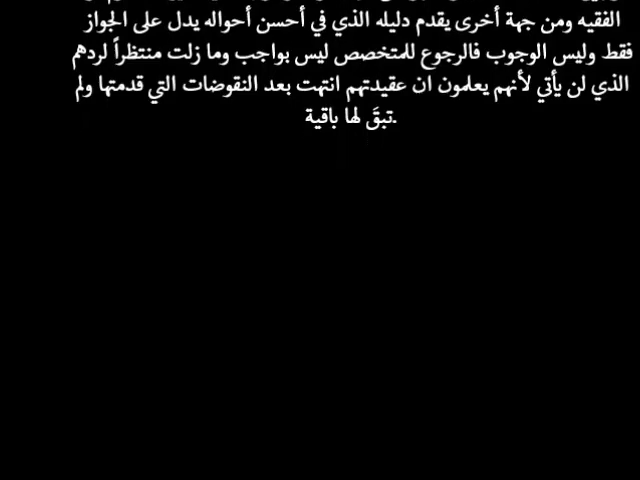 الفقيه ومن جهة أخرى يقدم دليله الذي في أحسن أحواله يدل على الجواز
فقط وليس الوجوب فالرجوع للمتخصص ليس بواجب وما زلت منتظراً لردهم
الذي لن يأتي لأنهم يعلمون ان عقيدتهم انتهت بعد النقوضات التي قدمتها ولم
تبقَ لها باقية.